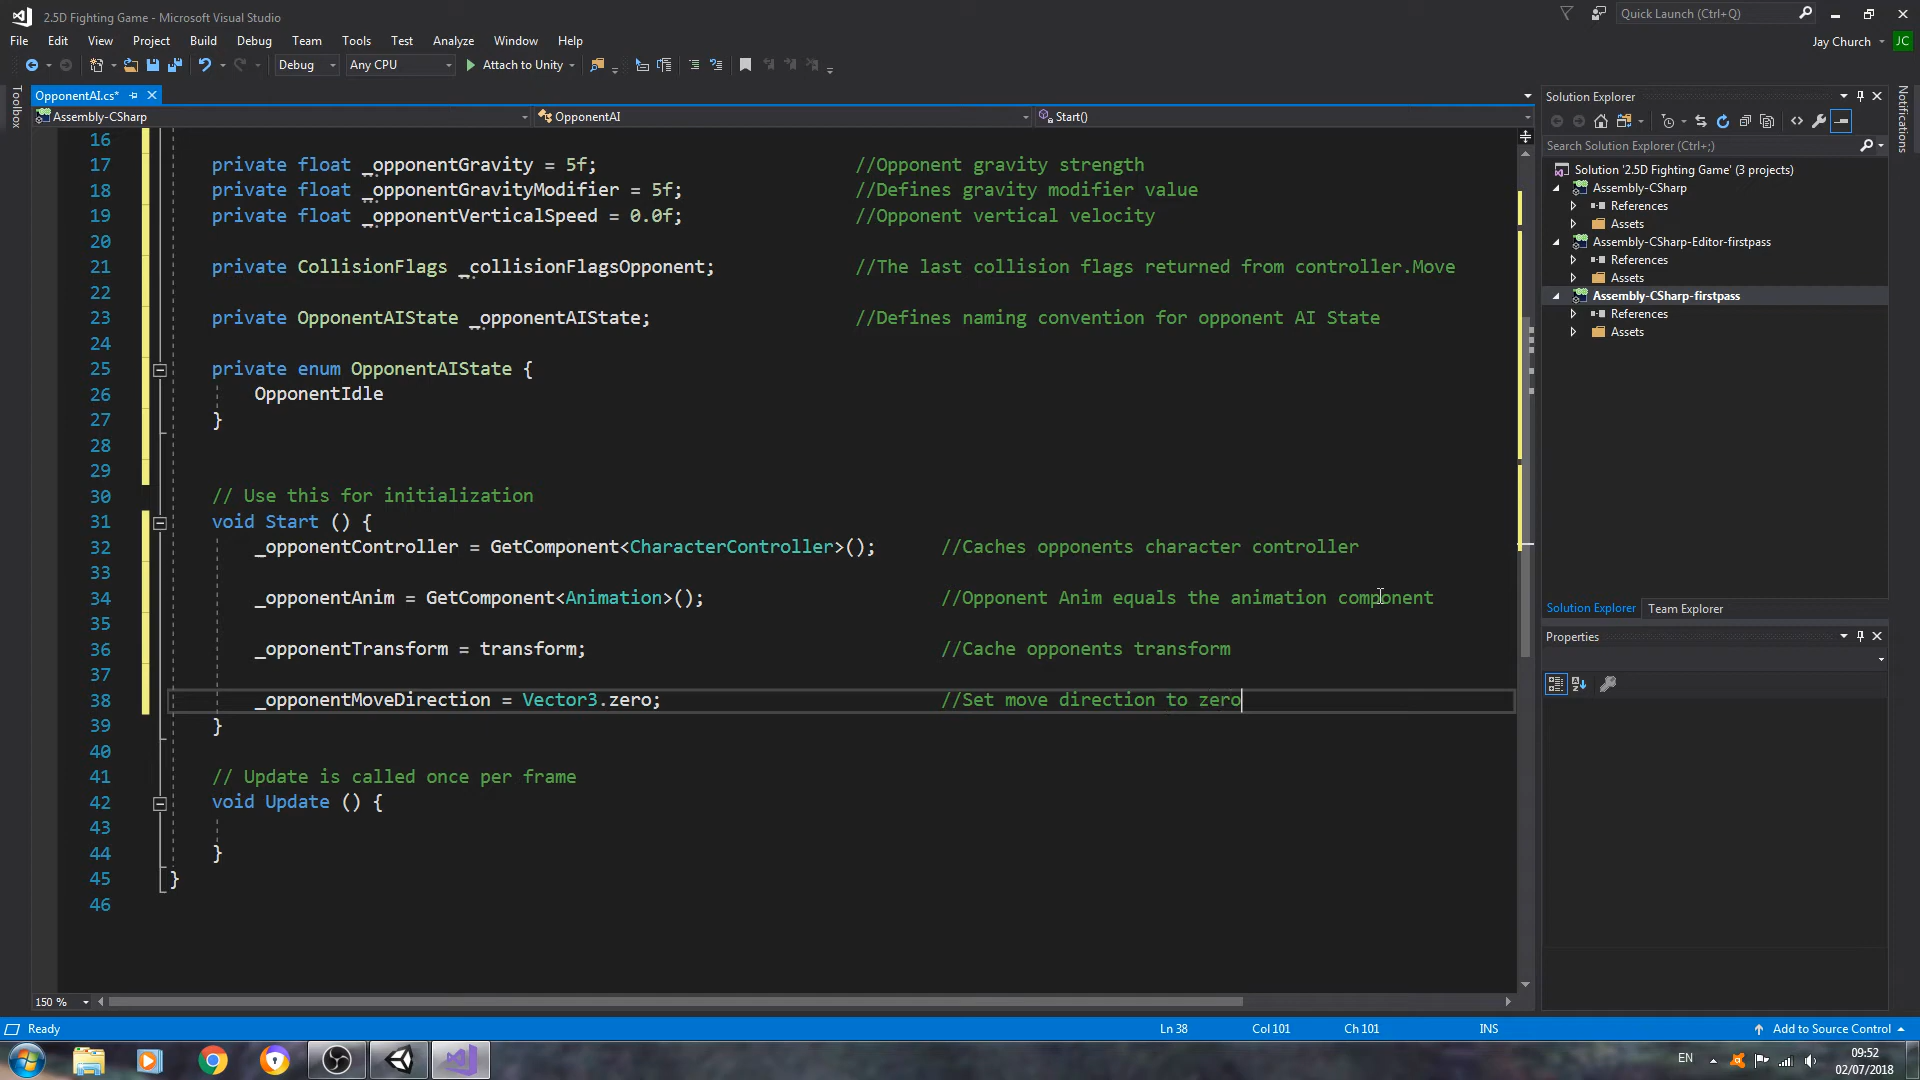 2.5D Fighting Game - Microsoft Visual Studio
Quick Launch (Ctrl+Q)
File Edit View Project Build Debug Team Tools Test Analyze Window Help
Jay Church JC
Debug Any CPU Attach to Unity
Toolbox
OpponentAI.cs*
Assembly-CSharp OpponentAI Start()
16
17 private float _opponentGravity = 5f; //Opponent gravity strength
18 private float _opponentGravityModifier = 5f; //Defines gravity modifier value
19 private float _opponentVerticalSpeed = 0.0f; //Opponent vertical velocity
20
21 private CollisionFlags _collisionFlagsOpponent; //The last collision flags returned from controller.Move
22
23 private OpponentAIState _opponentAIState; //Defines naming convention for opponent AI State
24
25 private enum OpponentAIState {
26 OpponentIdle
27 }
28
29
30 // Use this for initialization
31 void Start () {
32 _opponentController = GetComponent<CharacterController>(); //Caches opponents character controller
33
34 _opponentAnim = GetComponent<Animation>(); //Opponent Anim equals the animation component
35
36 _opponentTransform = transform; //Cache opponents transform
37
38 _opponentMoveDirection = Vector3.zero; //Set move direction to zero
39 }
40
41 // Update is called once per frame
42 void Update () {
43
44 }
45 }
46
150 %
Solution Explorer
Search Solution Explorer (Ctrl+;)
Solution '2.5D Fighting Game' (3 projects)
Assembly-CSharp
References
Assets
Assembly-CSharp-Editor-firstpass
References
Assets
Assembly-CSharp-firstpass
References
Assets
Solution Explorer Team Explorer
Properties
Notifications
Ready Ln 38 Col 101 Ch 101 INS Add to Source Control
EN
09:52
02/07/2018